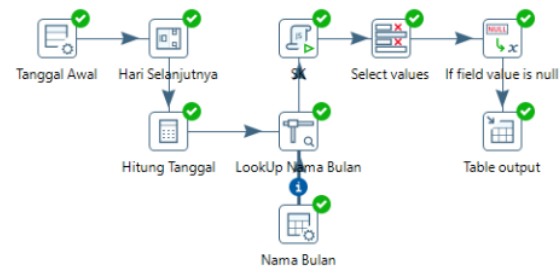 Tanggal Awal
Hari Selanjutnya
SK
Select values
If field value is null
Hitung Tanggal
LookUp Nama Bulan
Table output
Nama Bulan
JS
NULL
x
i